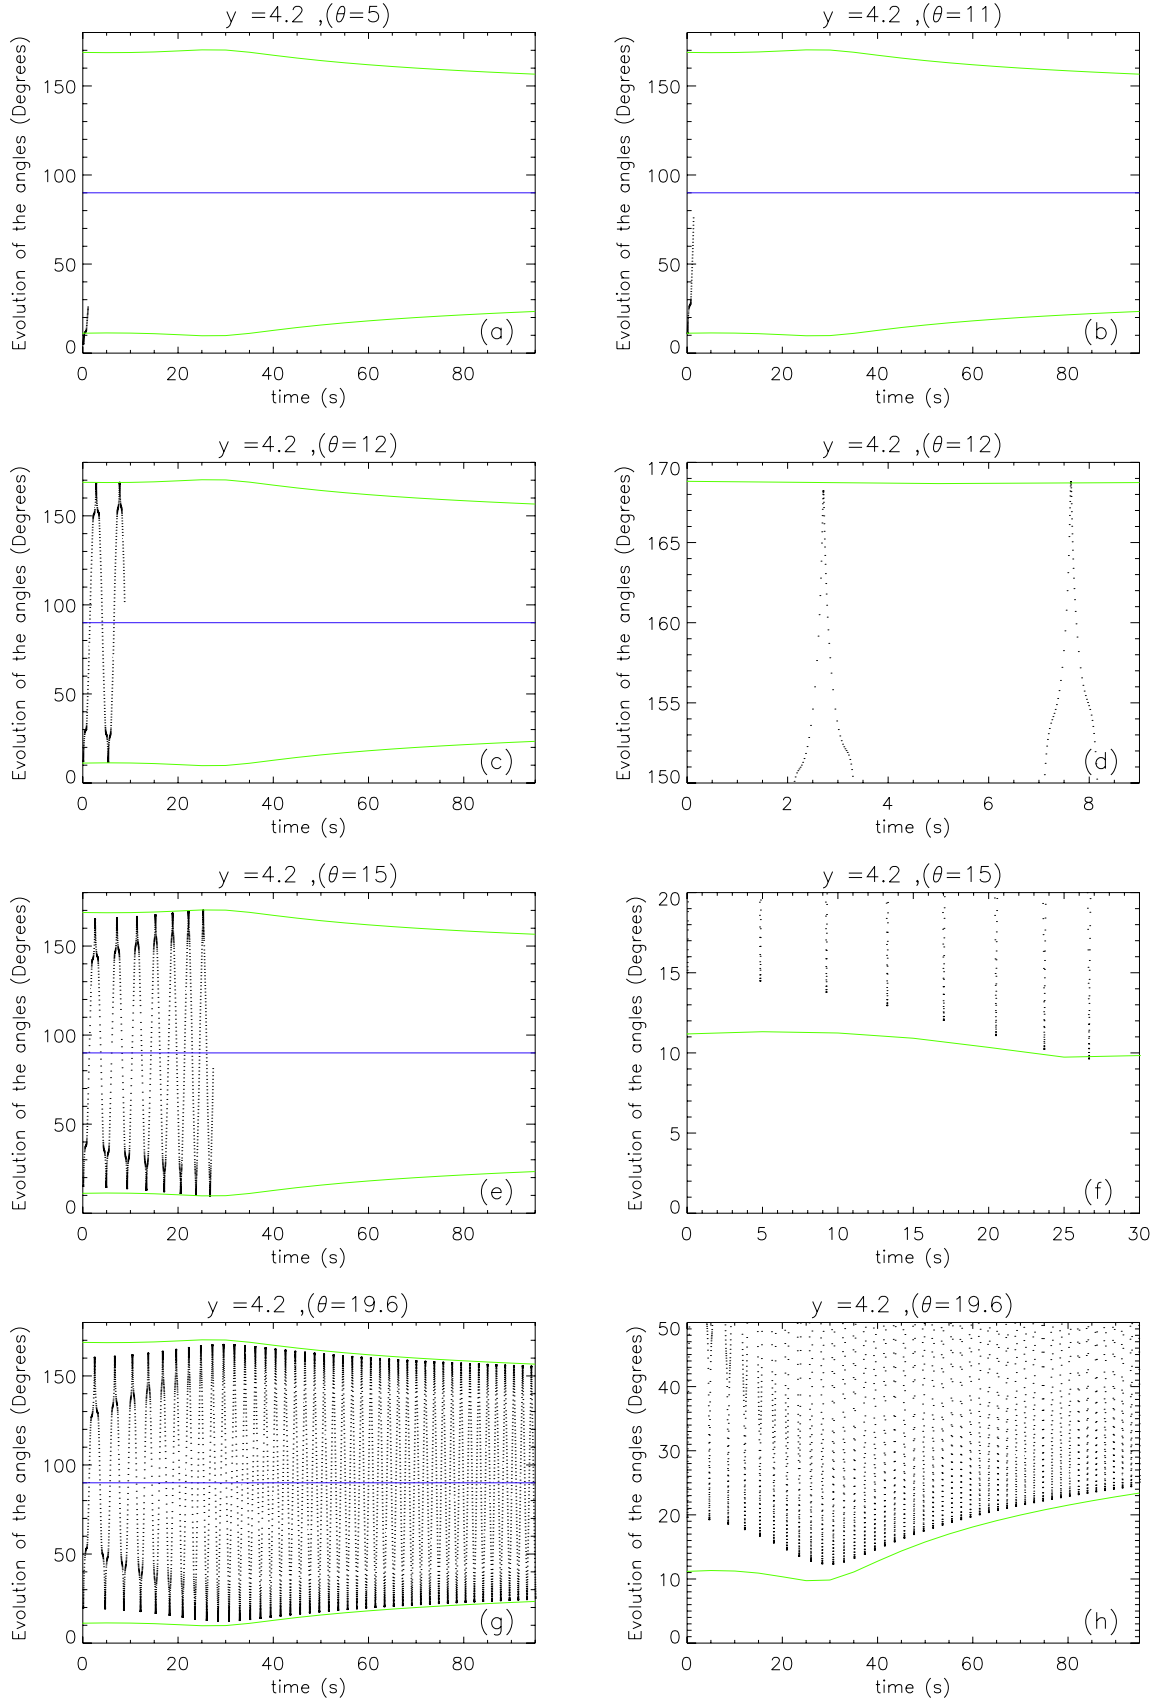 y =4.2 ,(θ=5)
Evolution of the angles (Degrees)
150
100
50
0
(a)
0 20 40 60 80
time (s)
y =4.2 ,(θ=11)
Evolution of the angles (Degrees)
150
100
50
0
(b)
0 20 40 60 80
time (s)
y =4.2 ,(θ=12)
Evolution of the angles (Degrees)
150
100
50
0
(c)
0 20 40 60 80
time (s)
y =4.2 ,(θ=12)
Evolution of the angles (Degrees)
170
165
160
155
150
(d)
0 2 4 6 8
time (s)
y =4.2 ,(θ=15)
Evolution of the angles (Degrees)
150
100
50
0
(e)
0 20 40 60 80
time (s)
y =4.2 ,(θ=15)
Evolution of the angles (Degrees)
20
15
10
5
0
(f)
0 5 10 15 20 25 30
time (s)
y =4.2 ,(θ=19.6)
Evolution of the angles (Degrees)
150
100
50
0
(g)
0 20 40 60 80
time (s)
y =4.2 ,(θ=19.6)
Evolution of the angles (Degrees)
50
40
30
20
10
0
(h)
0 20 40 60 80
time (s)